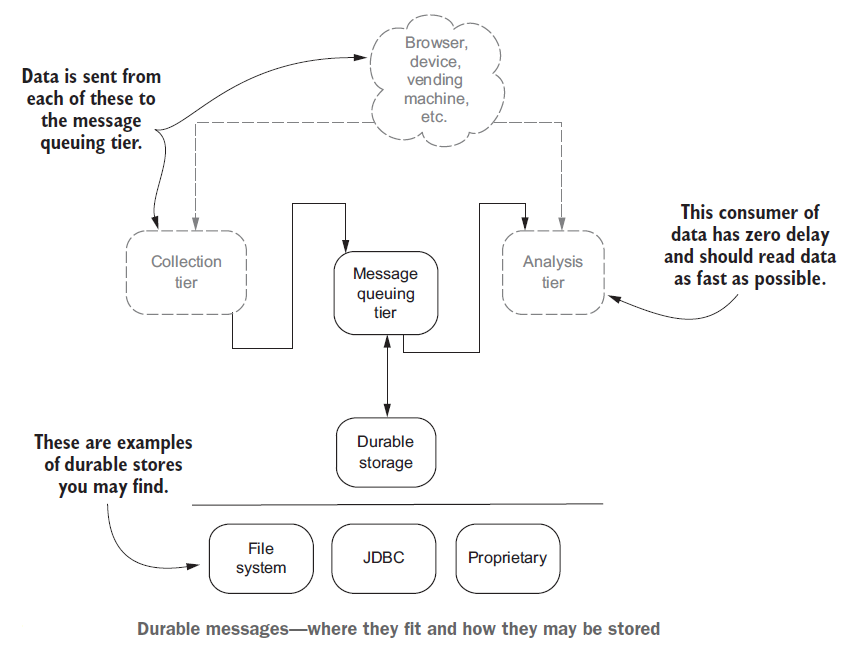 Browser,
device,
vending
machine,
etc.
Data is sent from
each of these to
the message
queuing tier.
Collection
tier
Message
queuing
tier
Analysis
tier
This consumer of
data has zero delay
and should read data
as fast as possible.
Durable
storage
These are examples
of durable stores
you may find.
File
system
JDBC
Proprietary
Durable messages—where they fit and how they may be stored